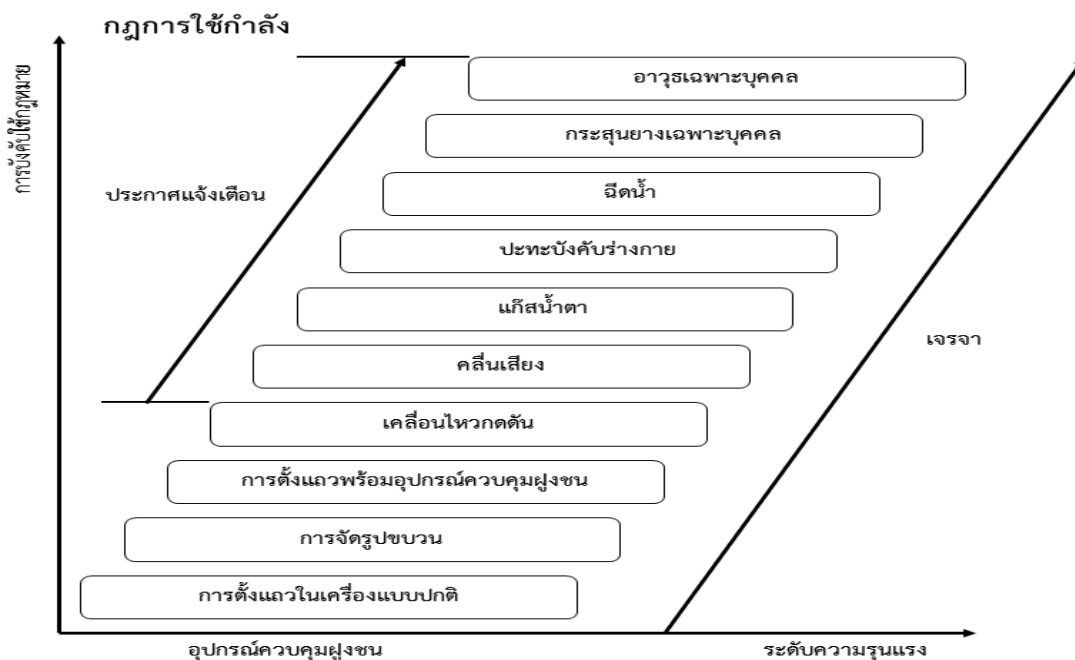 กฎการใช้กำลัง
การบังคับใช้กฎหมาย
อาวุธเฉพาะบุคคล
กระสุนยางเฉพาะบุคคล
ประกาศแจ้งเตือน
ฉีดน้ำ
ปะทะบังคับร่างกาย
แก๊สน้ำตา
เจรจา
คลื่นเสียง
เคลื่อนไหวกดดัน
การตั้งแถวพร้อมอุปกรณ์ควบคุมฝูงชน
การจัดรูปขบวน
การตั้งแถวในเครื่องแบบปกติ
อุปกรณ์ควบคุมฝูงชน
ระดับความรุนแรง